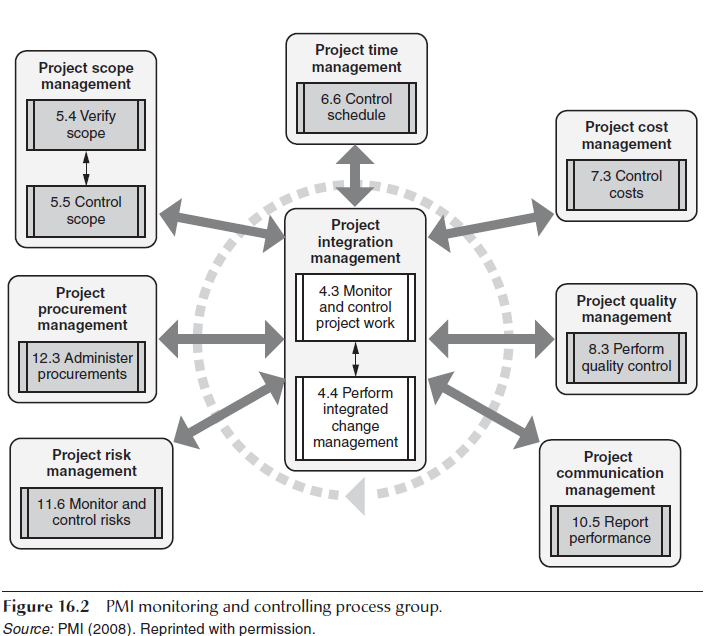 Project scope
management
5.4 Verify
scope
5.5 Control
scope
Project time
management
6.6 Control
schedule
Project cost
management
7.3 Control
costs
Project
integration
management
4.3 Monitor
and control
project work
4.4 Perform
integrated
change
management
Project
procurement
management
12.3 Administer
procurements
Project quality
management
8.3 Perform
quality control
Project risk
management
11.6 Monitor and
control risks
Project
communication
management
10.5 Report
performance
Figure 16.2 PMI monitoring and controlling process group.
Source: PMI (2008). Reprinted with permission.